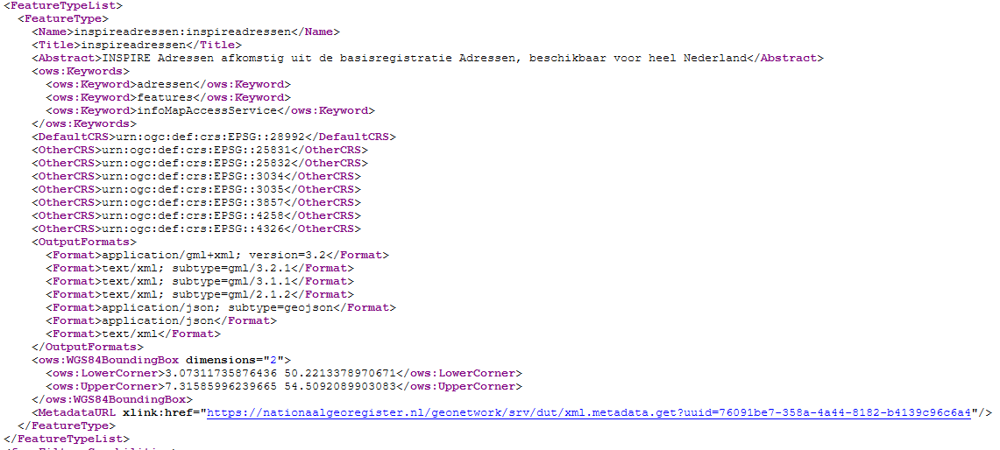 <FeatureTypeList>
<FeatureType>
<Name>inspireadressen:inspireadressen</Name>
<Title>inspireadressen</Title>
<Abstract>INSPIRE Adressen afkomstig uit de basisregistratie Adressen, beschikbaar voor heel Nederland</Abstract>
<ows:Keywords>
<ows:Keyword>adressen</ows:Keyword>
<ows:Keyword>features</ows:Keyword>
<ows:Keyword>infoMapAccessService</ows:Keyword>
</ows:Keywords>
<DefaultCRS>urn:ogc:def:crs:EPSG::28992</DefaultCRS>
<OtherCRS>urn:ogc:def:crs:EPSG::25831</OtherCRS>
<OtherCRS>urn:ogc:def:crs:EPSG::25832</OtherCRS>
<OtherCRS>urn:ogc:def:crs:EPSG::3034</OtherCRS>
<OtherCRS>urn:ogc:def:crs:EPSG::3035</OtherCRS>
<OtherCRS>urn:ogc:def:crs:EPSG::3857</OtherCRS>
<OtherCRS>urn:ogc:def:crs:EPSG::4258</OtherCRS>
<OtherCRS>urn:ogc:def:crs:EPSG::4326</OtherCRS>
<OutputFormats>
<Format>application/gml+xml; version=3.2</Format>
<Format>text/xml; subtype=gml/3.2.1</Format>
<Format>text/xml; subtype=gml/3.1.1</Format>
<Format>text/xml; subtype=gml/2.1.2</Format>
<Format>application/json; subtype=geojson</Format>
<Format>application/json</Format>
<Format>text/xml</Format>
</OutputFormats>
<ows:WGS84BoundingBox dimensions="2">
<ows:LowerCorner>3.07311735876436 50.2213378970671</ows:LowerCorner>
<ows:UpperCorner>7.31585996239665 54.5092089903083</ows:UpperCorner>
</ows:WGS84BoundingBox>
<MetadataURL xlink:href="https://nationaalgeoregister.nl/geonetwork/srv/dut/xml.metadata.get?uuid=76091be7-358a-4a44-8182-b4139c96c6a4"/>
</FeatureType>
</FeatureTypeList>